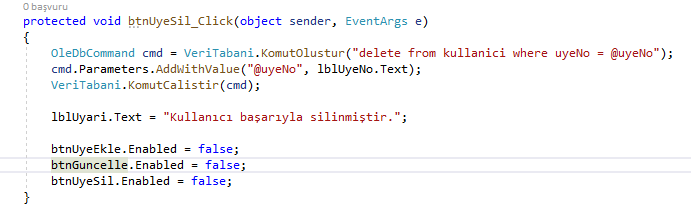 0 başvuru
protected void btnUyeSil_Click(object sender, EventArgs e)
{
OleDbCommand cmd = VeriTabani.KomutOlustur("delete from kullanici where uyeNo = @uyeNo");
cmd.Parameters.AddWithValue("@uyeNo", lblUyeNo.Text);
VeriTabani.KomutCalistir(cmd);
lblUyari.Text = "Kullanıcı başarıyla silinmiştir.";
btnUyeEkle.Enabled = false;
btnGuncelle.Enabled = false;
btnUyeSil.Enabled = false;
}